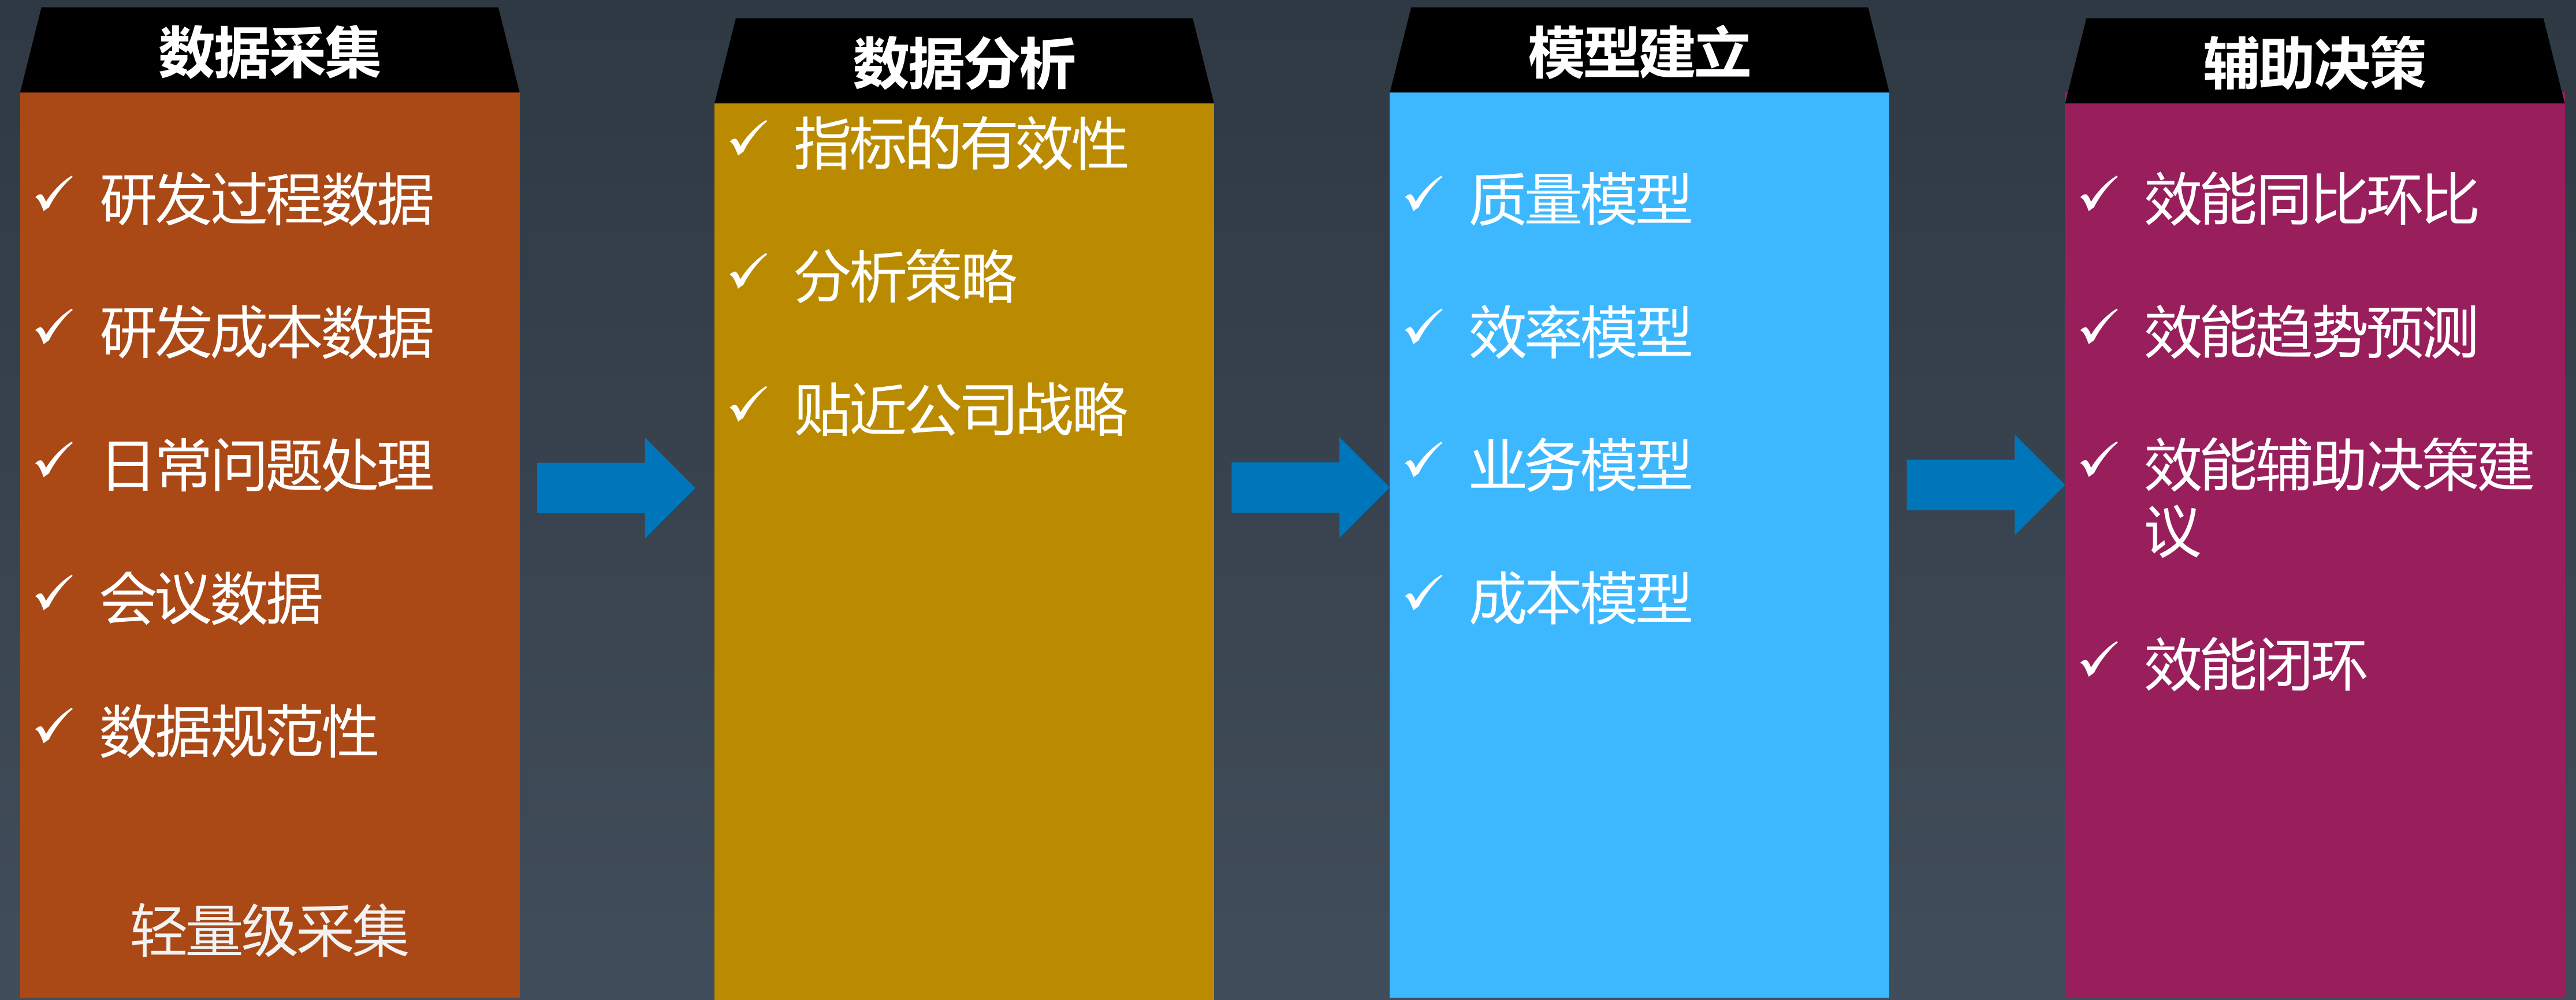 数据采集
研发过程数据
研发成本数据
日常问题处理
会议数据
数据规范性
轻量级采集
数据分析
指标的有效性
分析策略
贴近公司战略
模型建立
质量模型
效率模型
业务模型
成本模型
辅助决策
效能同比环比
效能趋势预测
效能辅助决策建
议
效能闭环